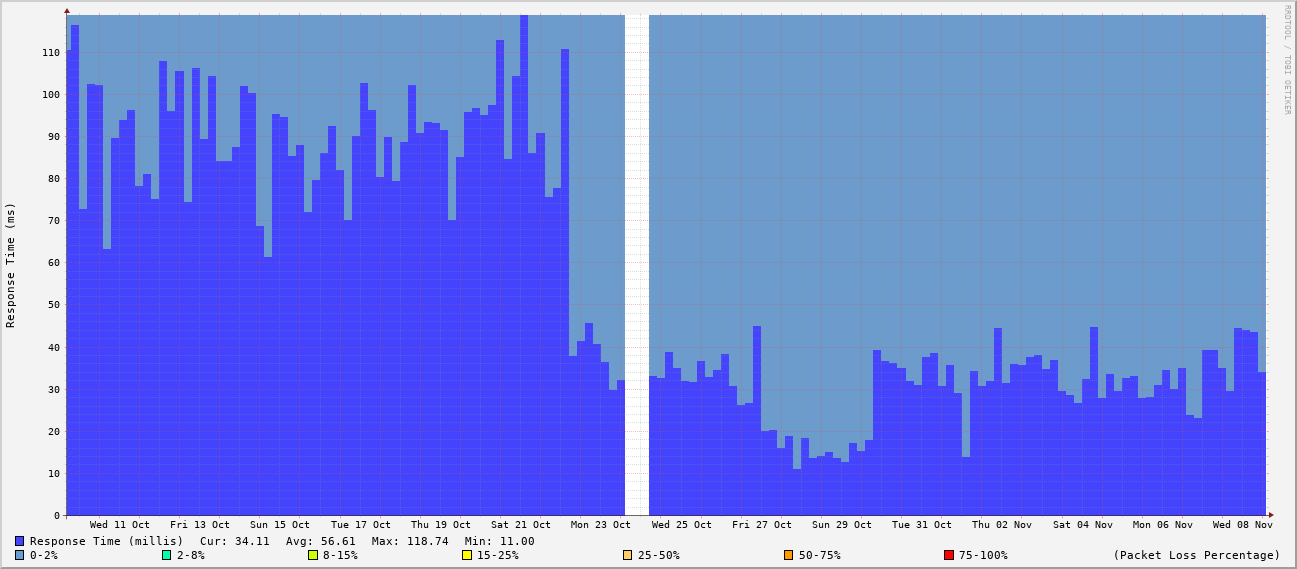 RRDTOOL / TOBI OETIKER
Response Time (ms)
110
100
90
80
70
60
50
40
30
20
10
0
Wed 11 Oct Fri 13 Oct Sun 15 Oct Tue 17 Oct Thu 19 Oct Sat 21 Oct Mon 23 Oct Wed 25 Oct Fri 27 Oct Sun 29 Oct Tue 31 Oct Thu 02 Nov Sat 04 Nov Mon 06 Nov Wed 08 Nov
Response Time (millis) Cur: 34.11 Avg: 56.61 Max: 118.74 Min: 11.00
0-2% 2-8% 8-15% 15-25% 25-50% 50-75% 75-100% (Packet Loss Percentage)